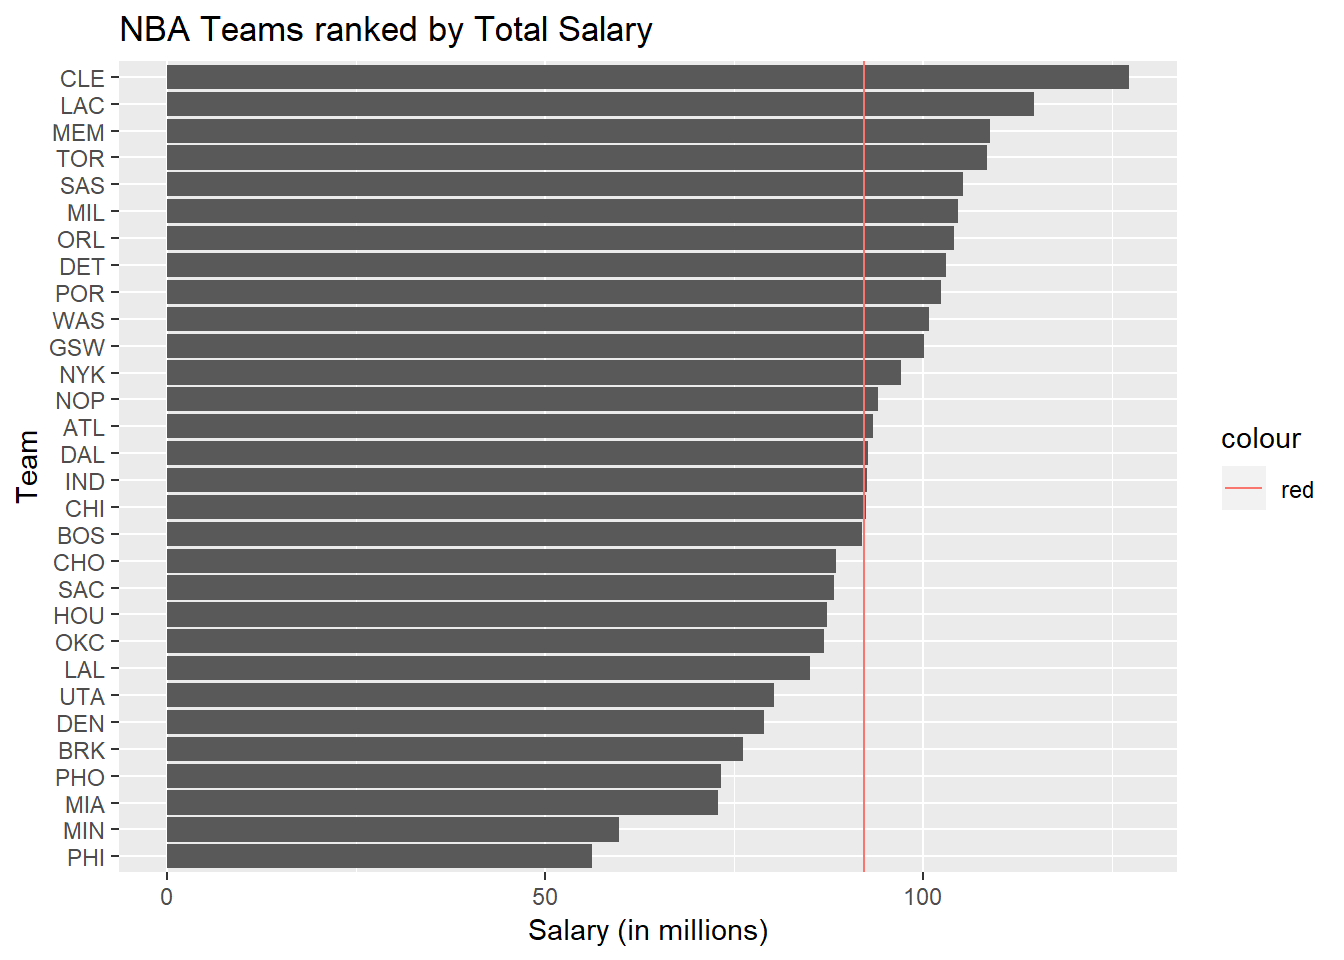 NBA Teams ranked by Total Salary
CLE
LAC
MEM
TOR
SAS
MIL
ORL
DET
POR
WAS
GSW
NYK
NOP
ATL
DAL
IND
CHI
BOS
CHO
SAC
HOU
OKC
LAL
UTA
DEN
BRK
PHO
MIA
MIN
PHI
Team
0 50 100
Salary (in millions)
colour
red